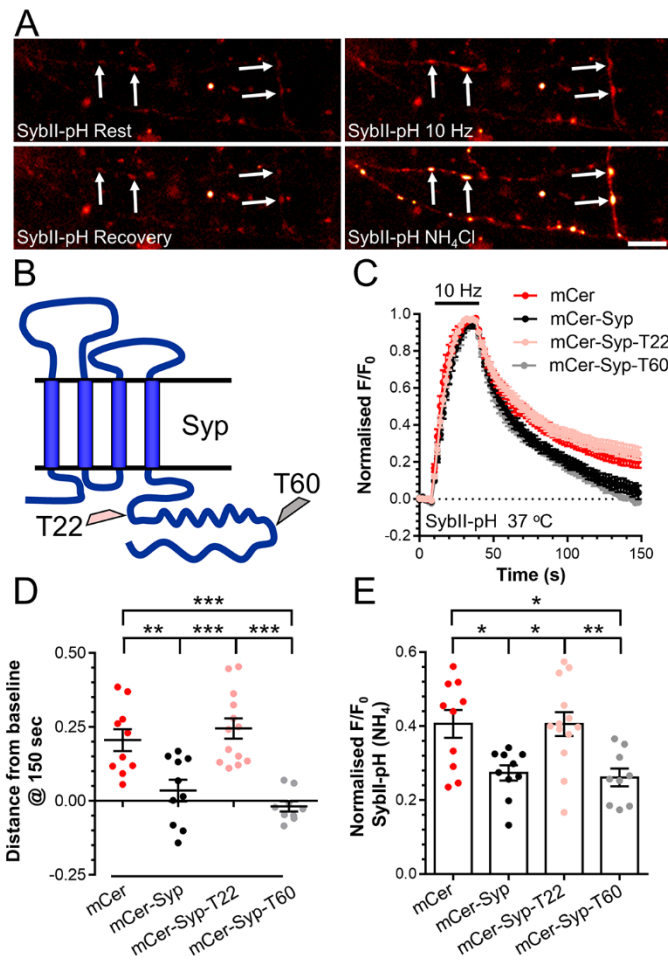 A
SybII-pH Rest
SybII-pH 10 Hz
SybII-pH Recovery
SybII-pH NH₄Cl
B
Syp
T22
T60
C
10 Hz
mCer
mCer-Syp
mCer-Syp-T22
mCer-Syp-T60
Normalised F/F₀
1.0
0.8
0.6
0.4
0.2
0.0
-0.2
SybII-pH 37 ºC
0
50
100
150
Time (s)
D
***
** *** ***
Distance from baseline
@ 150 sec
0.50
0.25
0.00
-0.25
mCer
mCer-Syp
mCer-Syp-T22
mCer-Syp-T60
E
*
* * **
Normalised F/F₀
SybII-pH (NH₄)
0.6
0.4
0.2
0.0
mCer
mCer-Syp
mCer-Syp-T22
mCer-Syp-T60